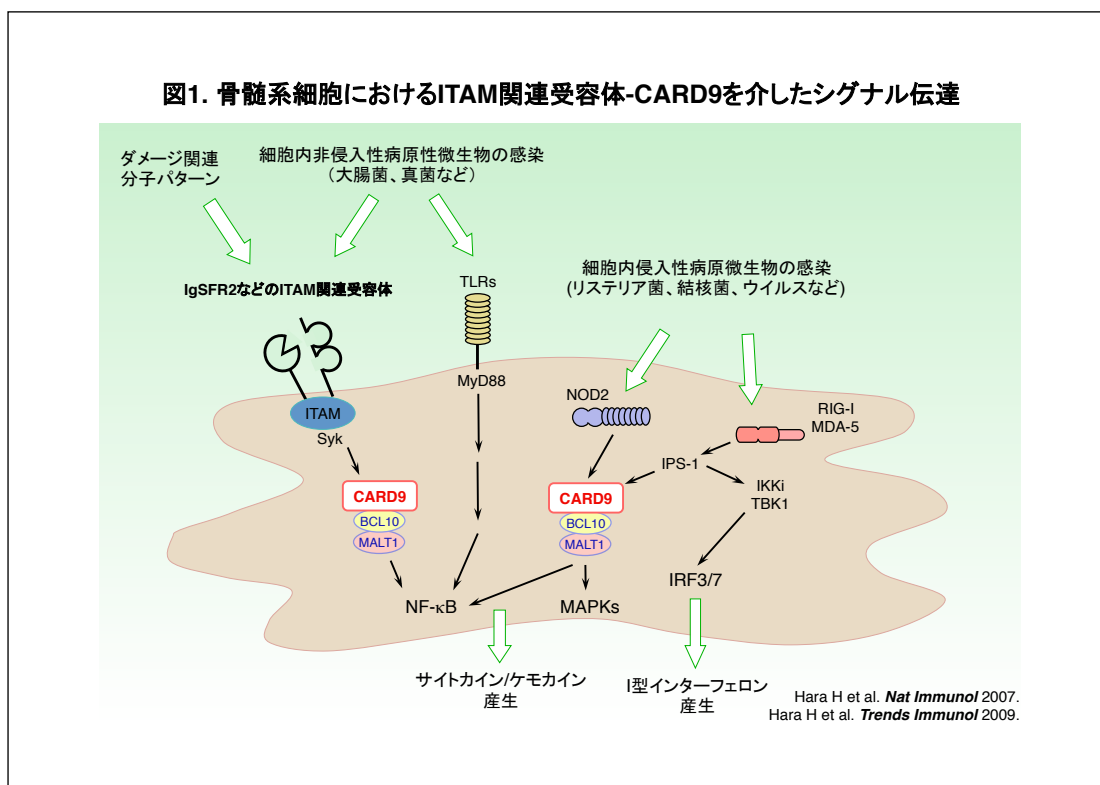 図1. 骨髄系細胞におけるITAM関連受容体-CARD9を介したシグナル伝達
ダメージ関連
分子パターン
細胞内非侵入性病原性微生物の感染
（大腸菌、真菌など）
IgSFR2などのITAM関連受容体
TLRs
細胞内侵入性病原微生物の感染
(リステリア菌、結核菌、ウイルスなど)
MyD88
NOD2
RIG-I
MDA-5
ITAM
Syk
IPS-1
IKKi
TBK1
CARD9
BCL10
MALT1
CARD9
BCL10
MALT1
NF-κB
MAPKs
IRF3/7
サイトカイン/ケモカイン
産生
I型インターフェロン
産生
Hara H et al. Nat Immunol 2007.
Hara H et al. Trends Immunol 2009.